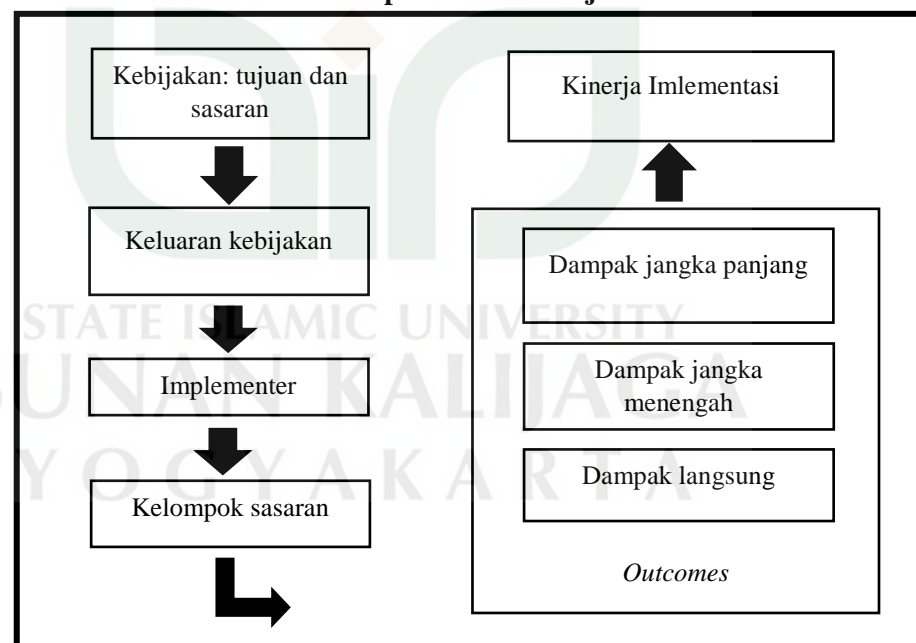 Kebijakan: tujuan dan
sasaran
Keluaran kebijakan
Implementer
Kelompok sasaran
Kinerja Imlementasi
Dampak jangka panjang
Dampak jangka
menengah
Dampak langsung
Outcomes
STATE ISLAMIC UNIVERSITY
UNAN KALIJAGA
YOGYAKARTA